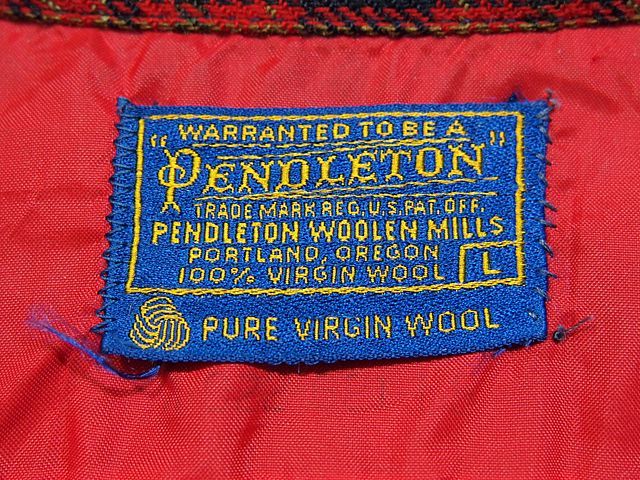 WARRANTED TO BE A
"PENDLETON"
TRADE MARK REG. U.S. PAT. OFF.
PENDLETON WOOLEN MILLS
PORTLAND, OREGON
100% VIRGIN WOOL L
PURE VIRGIN WOOL